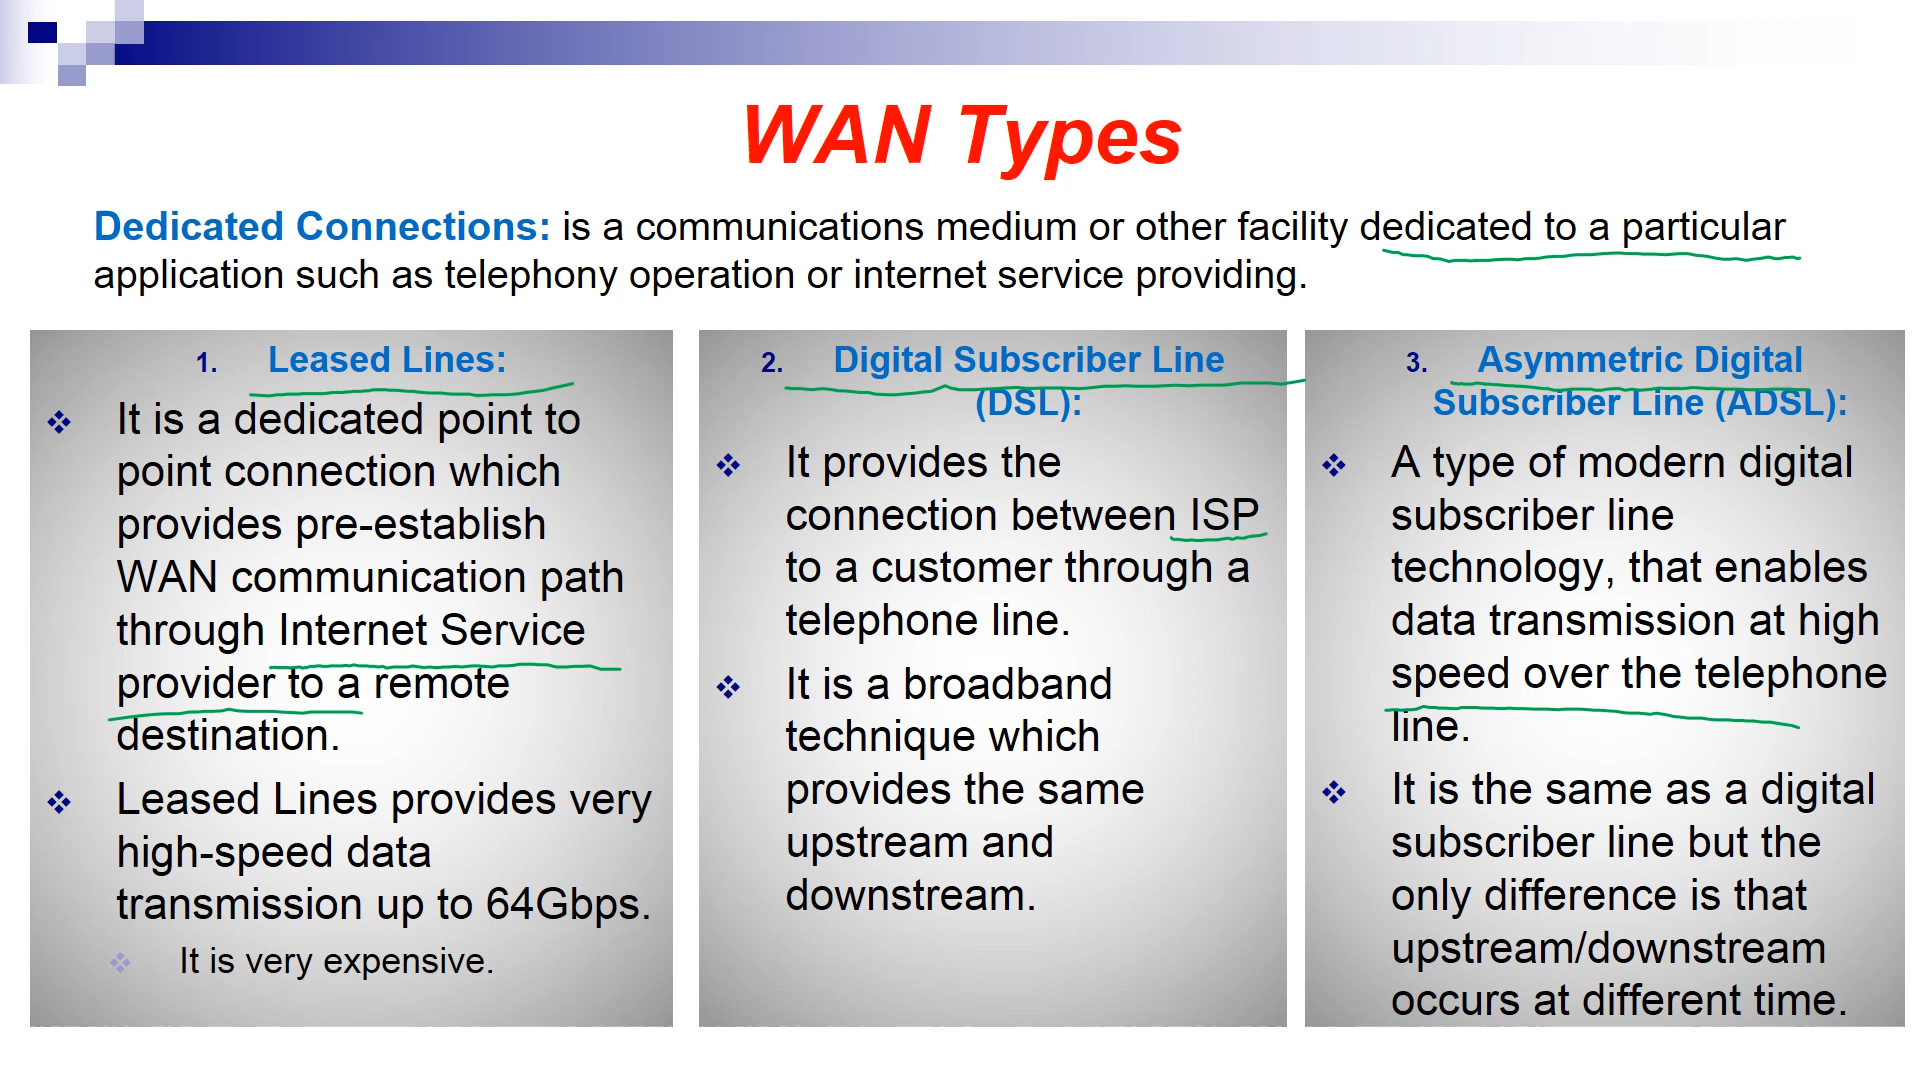 WAN Types
Dedicated Connections: is a communications medium or other facility dedicated to a particular
application such as telephony operation or internet service providing.
1. Leased Lines:
❖ It is a dedicated point to
point connection which
provides pre-establish
WAN communication path
through Internet Service
provider to a remote
destination.
❖ Leased Lines provides very
high-speed data
transmission up to 64Gbps.
❖ It is very expensive.
2. Digital Subscriber Line
(DSL):
❖ It provides the
connection between ISP
to a customer through a
telephone line.
❖ It is a broadband
technique which
provides the same
upstream and
downstream.
3. Asymmetric Digital
Subscriber Line (ADSL):
❖ A type of modern digital
subscriber line
technology, that enables
data transmission at high
speed over the telephone
line.
❖ It is the same as a digital
subscriber line but the
only difference is that
upstream/downstream
occurs at different time.